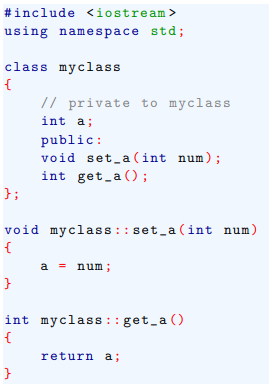 #include <iostream>
using namespace std;
class myclass
{
// private to myclass
int a;
public:
void set_a(int num);
int get_a();
};
void myclass::set_a(int num)
{
a = num;
}
int myclass::get_a()
{
return a;
}